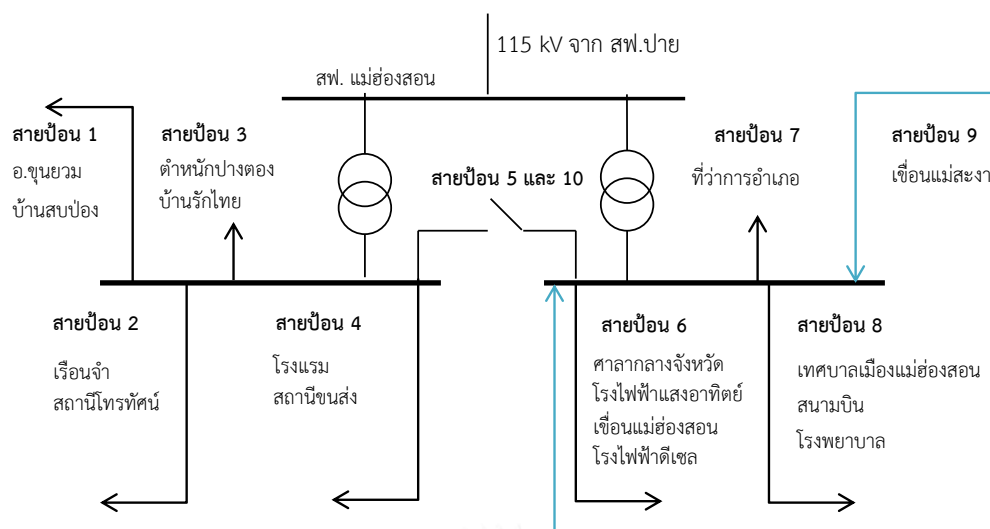 115 kV จาก สฟ.ปาย
สฟ. แม่ฮ่องสอน
สายป้อน 1
อ.ขุนยวม
บ้านสบป่อง
สายป้อน 3
ตำหนักปางตอง
บ้านรักไทย
สายป้อน 5 และ 10
สายป้อน 7
ที่ว่าการอำเภอ
สายป้อน 9
เขื่อนแม่สะงา
สายป้อน 2
เรือนจำ
สถานีโทรทัศน์
สายป้อน 4
โรงแรม
สถานีขนส่ง
สายป้อน 6
ศาลากลางจังหวัด
โรงไฟฟ้าแสงอาทิตย์
เขื่อนแม่ฮ่องสอน
โรงไฟฟ้าดีเซล
สายป้อน 8
เทศบาลเมืองแม่ฮ่องสอน
สนามบิน
โรงพยาบาล